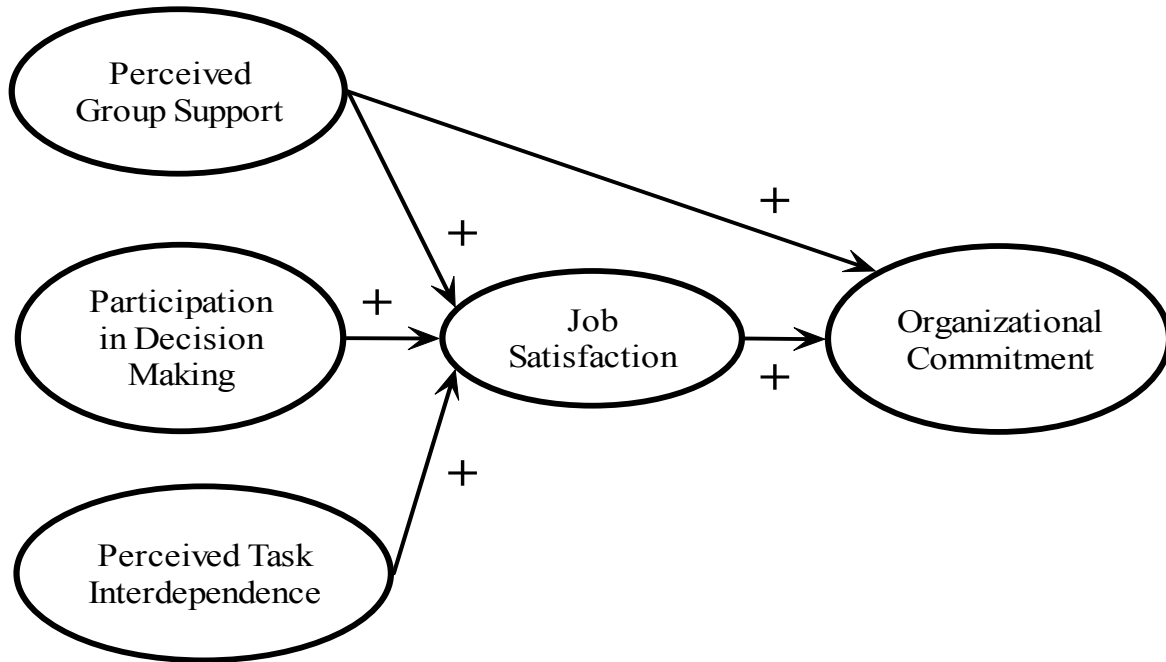 Perceived
Group Support
+
+
Participation
in Decision
Making
+
Job
Satisfaction
+
Organizational
Commitment
+
Perceived Task
Interdependence